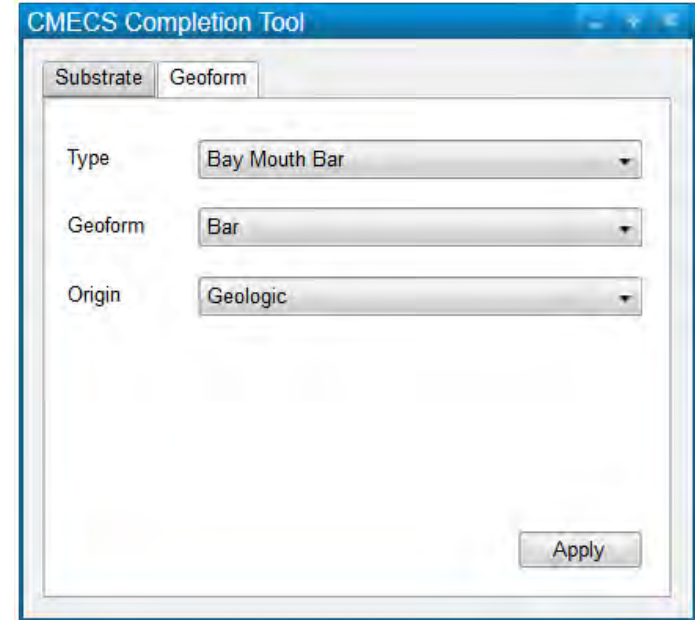 CMECS Completion Tool
Substrate Geoform
Type Bay Mouth Bar
Geoform Bar
Origin Geologic
Apply